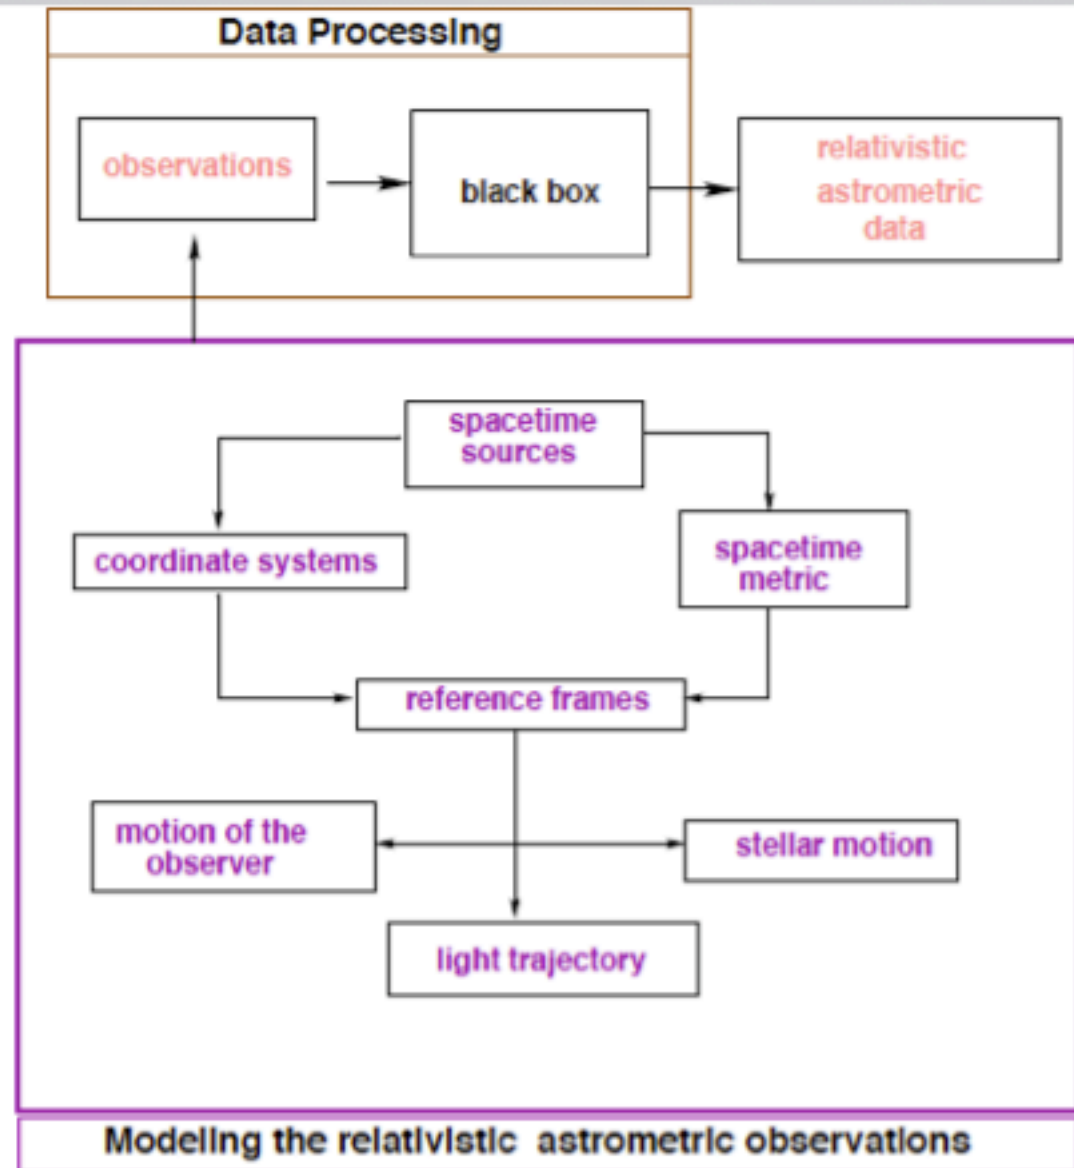 Data Processing
observations
black box
relativistic
astrometric
data
spacetime
sources
coordinate systems
spacetime
metric
reference frames
motion of the
observer
stellar motion
light trajectory
Modeling the relativistic astrometric observations